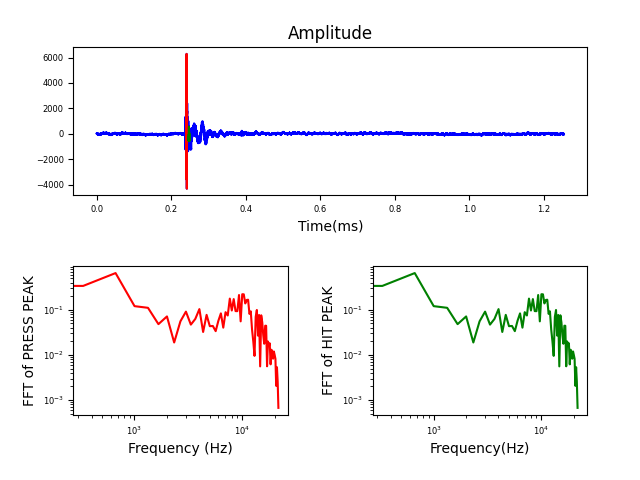 Amplitude
6000
4000
2000
0
−2000
−4000
0.0 0.2 0.4 0.6 0.8 1.0 1.2
Time(ms)
FFT of PRESS PEAK
10⁻¹
10⁻²
10⁻³
10³ 10⁴
Frequency (Hz)
FFT of HIT PEAK
10⁻¹
10⁻²
10⁻³
10³ 10⁴
Frequency(Hz)